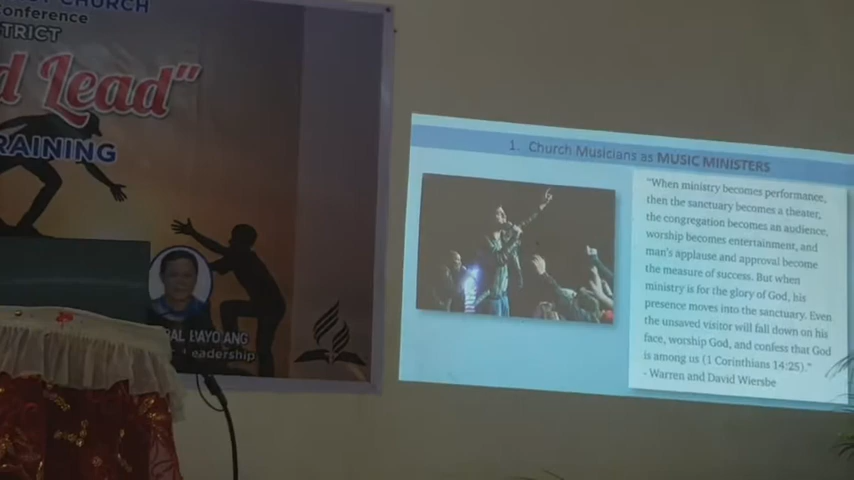 CHURCH
Conference
TRICT
d Lead"
RAINING
BAYO'ANG
Leadership
1. Church Musicians as MUSIC MINISTERS
"When ministry becomes performance,
then the sanctuary becomes a theater,
the congregation becomes an audience,
worship becomes entertainment, and
man's applause and approval become
the measure of success. But when
ministry is for the glory of God, his
presence moves into the sanctuary. Even
the unsaved visitor will fall down on his
face, worship God, and confess that God
is among us (1 Corinthians 14:25)."
- Warren and David Wiersbe